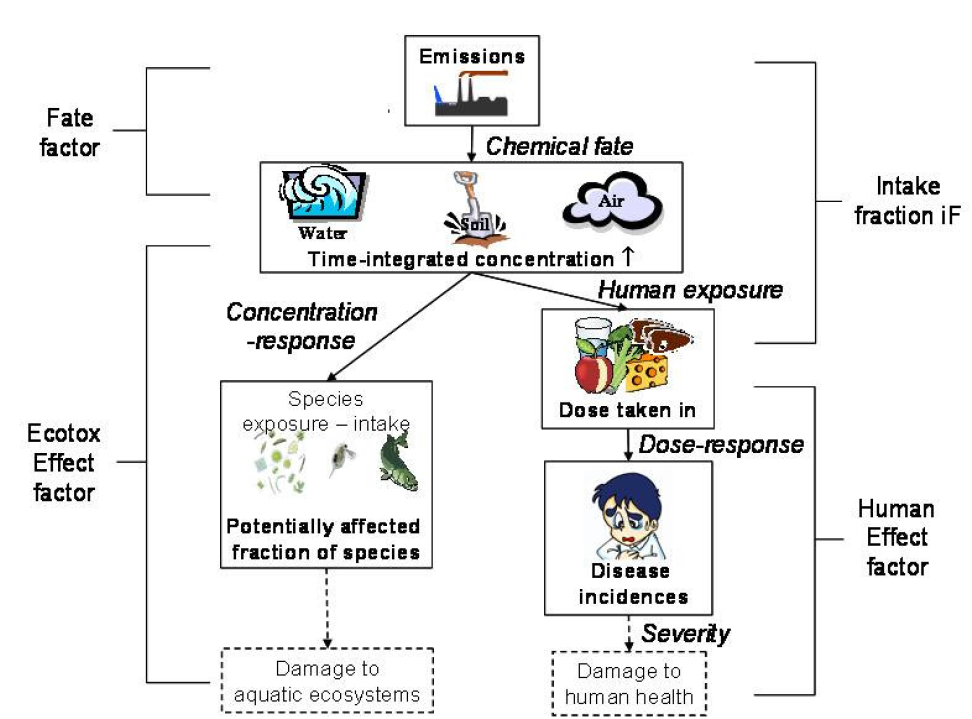 Emissions
Fate
factor
Chemical fate
Water
Soil
Air
Time-integrated concentration ↑
Intake
fraction iF
Human exposure
Concentration
-response
Species
exposure – intake
Dose taken in
Dose-response
Ecotox
Effect
factor
Potentially affected
fraction of species
Disease
incidences
Human
Effect
factor
Severity
Damage to
aquatic ecosystems
Damage to
human health